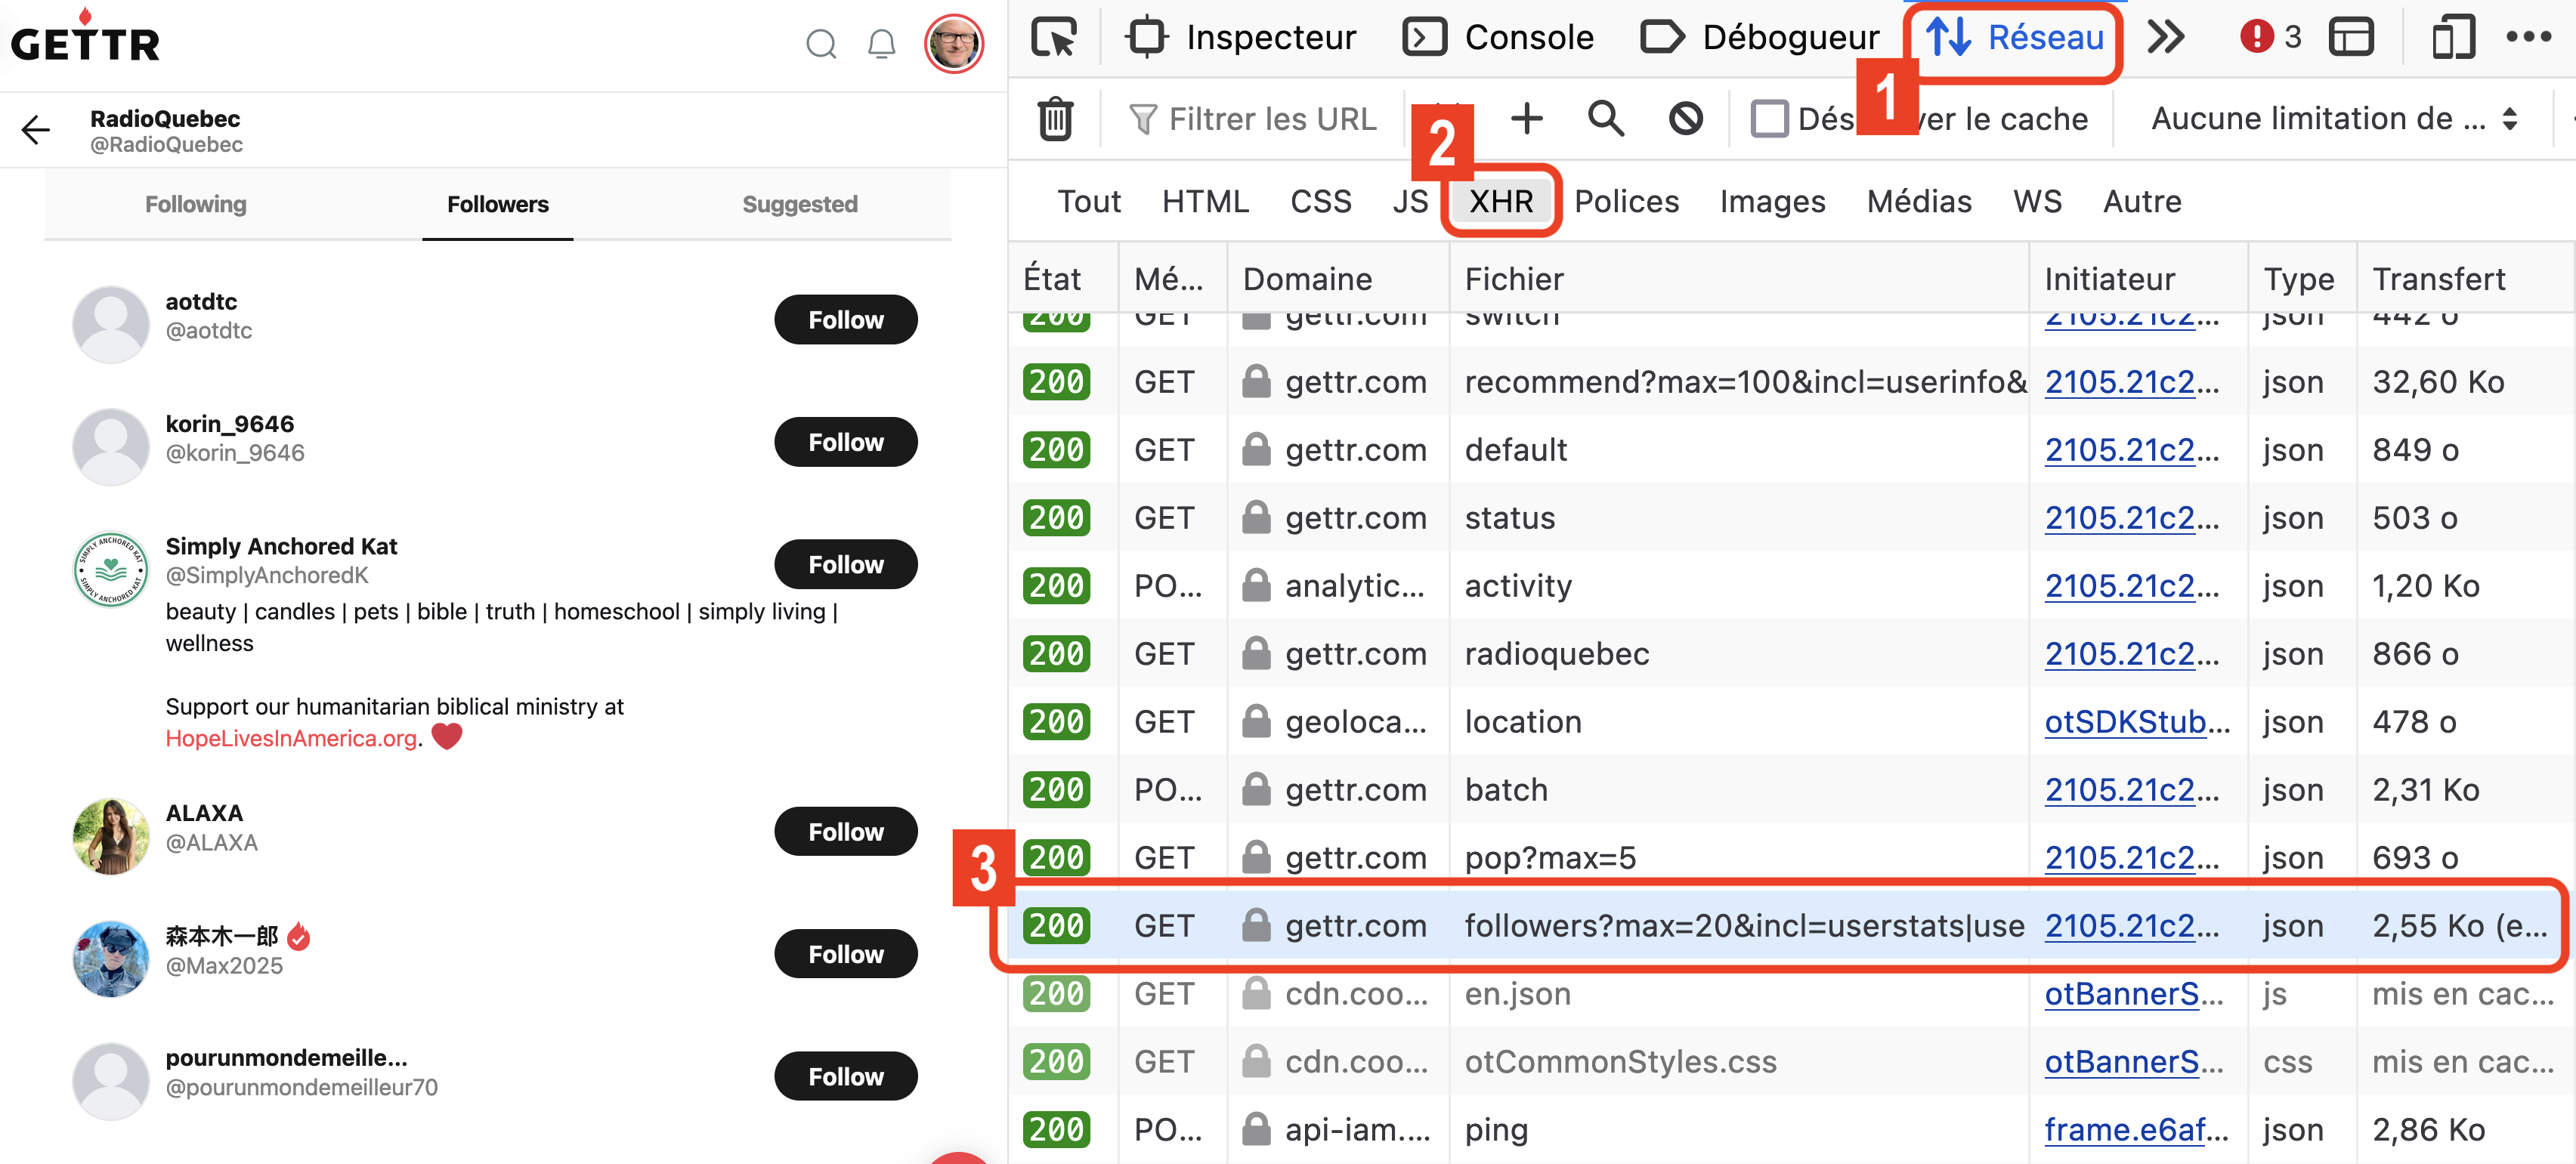 GETTR
RadioQuebec
@RadioQuebec
Following Followers Suggested
aotdtc
@aotdtc
Follow
korin_9646
@korin_9646
Follow
SIMPLY ANCHORED KAT
SIMPLY ANCHORED KAT
Simply Anchored Kat
@SimplyAnchoredK
Follow
beauty | candles | pets | bible | truth | homeschool | simply living |
wellness
Support our humanitarian biblical ministry at
HopeLivesInAmerica.org. ❤️
ALAXA
@ALAXA
Follow
森本木一郎
@Max2025
Follow
pourunmondemeille...
@pourunmondemeilleur70
Follow
Inspecteur Console Débogueur Réseau 3
1
Filtrer les URL Dés ver le cache Aucune limitation de ...
2
Tout HTML CSS JS XHR Polices Images Médias WS Autre
État Mé... Domaine Fichier Initiateur Type Transfert
200 GET gettr.com switch 2105.21c2... json 442 o
200 GET gettr.com recommend?max=100&incl=userinfo& 2105.21c2... json 32,60 Ko
200 GET gettr.com default 2105.21c2... json 849 o
200 GET gettr.com status 2105.21c2... json 503 o
200 PO... analytic... activity 2105.21c2... json 1,20 Ko
200 GET gettr.com radioquebec 2105.21c2... json 866 o
200 GET geoloca... location otSDKStub... json 478 o
200 PO... gettr.com batch 2105.21c2... json 2,31 Ko
200 GET gettr.com pop?max=5 2105.21c2... json 693 o
3
200 GET gettr.com followers?max=20&incl=userstats|use 2105.21c2... json 2,55 Ko (e...
200 GET cdn.coo... en.json otBannerS... js mis en cac...
200 GET cdn.coo... otCommonStyles.css otBannerS... css mis en cac...
200 PO... api-iam.... ping frame.e6af... json 2,86 Ko